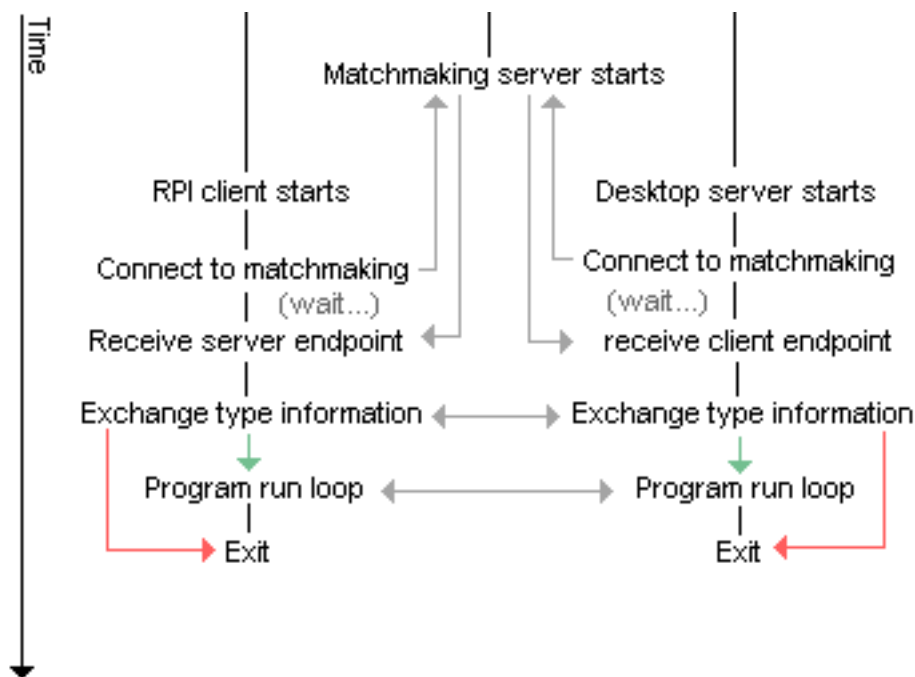 Time
Matchmaking server starts
RPI client starts
Desktop server starts
Connect to matchmaking
Connect to matchmaking
(wait...)
(wait...)
Receive server endpoint
receive client endpoint
Exchange type information
Exchange type information
Program run loop
Program run loop
Exit
Exit